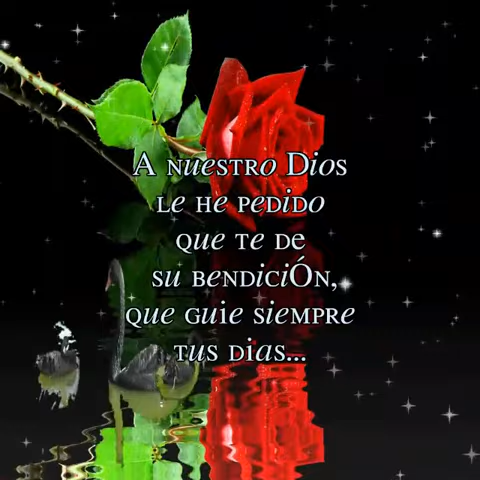 A nuestro Dios
le he pedido
que te de
su bendiciÓn,
que guie siempre
tus dias...